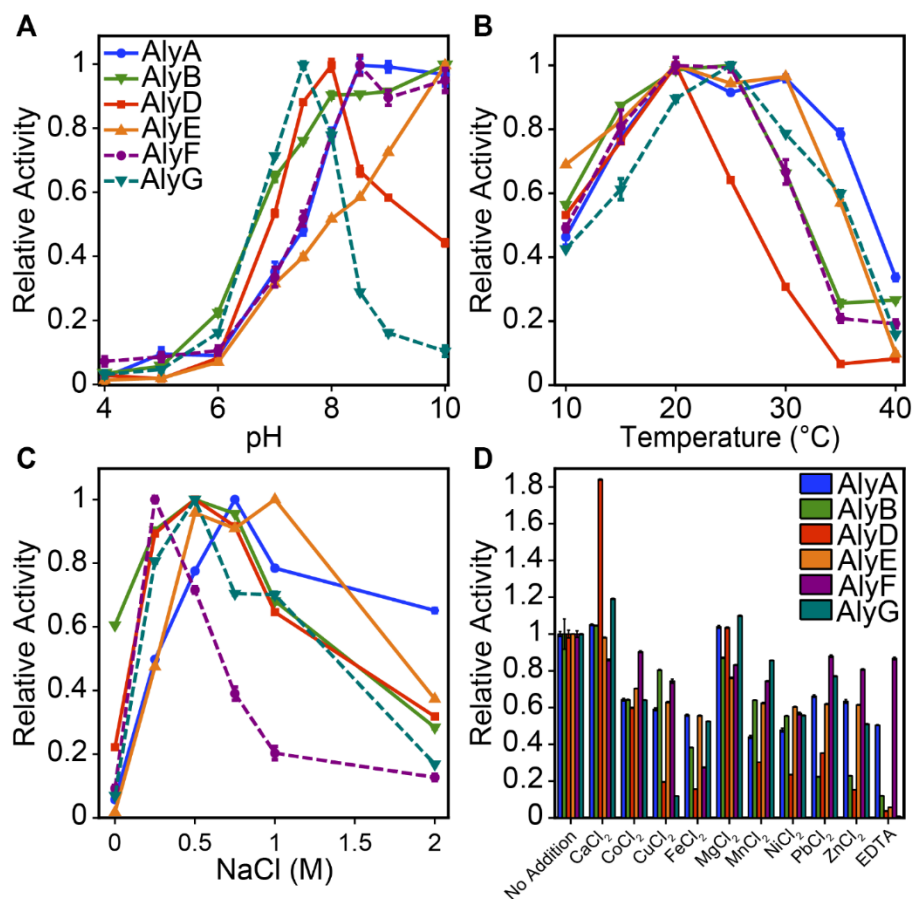 A
AlyA
AlyB
AlyD
AlyE
AlyF
AlyG
1
0.8
0.6
0.4
0.2
0
Relative Activity
4 6 8 10
pH
B
1
0.8
0.6
0.4
0.2
0
Relative Activity
10 20 30 40
Temperature (°C)
C
1
0.8
0.6
0.4
0.2
0
Relative Activity
0 0.5 1 1.5 2
NaCl (M)
D
AlyA
AlyB
AlyD
AlyE
AlyF
AlyG
1.8
1.6
1.4
1.2
1
0.8
0.6
0.4
0.2
0
Relative Activity
No Addition
CaCl₂
CoCl₂
CuCl₂
FeCl₂
MgCl₂
MnCl₂
NiCl₂
PbCl₂
ZnCl₂
EDTA